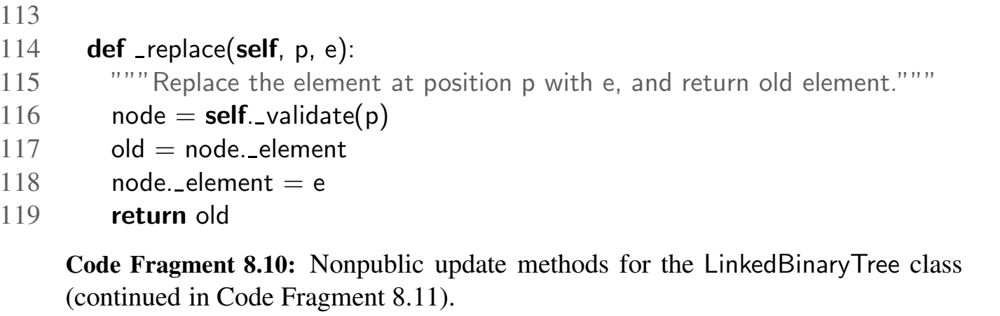 113
114 def _replace(self, p, e):
115 """Replace the element at position p with e, and return old element."""
116 node = self._validate(p)
117 old = node._element
118 node._element = e
119 return old
Code Fragment 8.10: Nonpublic update methods for the LinkedBinaryTree class
(continued in Code Fragment 8.11).